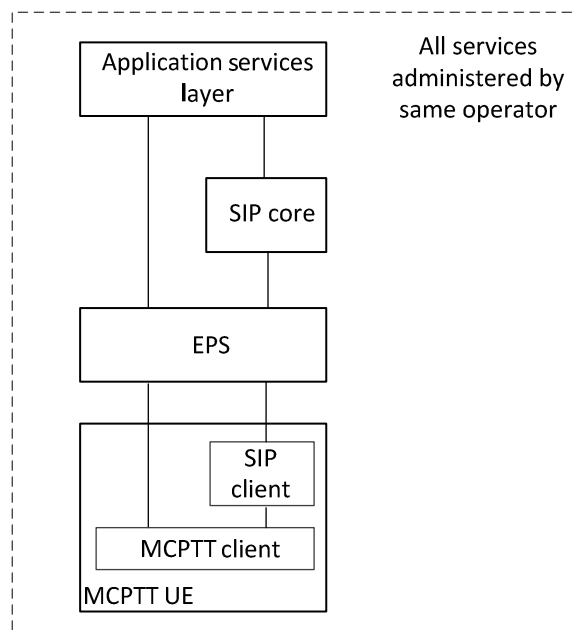 Application services
layer
All services
administered by
same operator
SIP core
EPS
SIP
client
MCPTT client
MCPTT UE